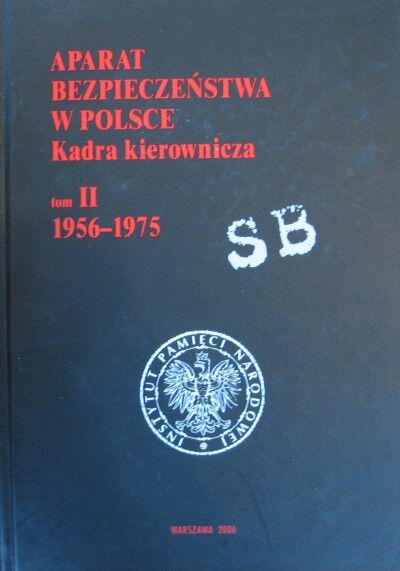 APARAT
BEZPIECZEŃSTWA
W POLSCE
Kadra kierownicza
tom II
1956–1975
SB
INSTYTUT PAMIĘCI NARODOWEJ
WARSZAWA 2006